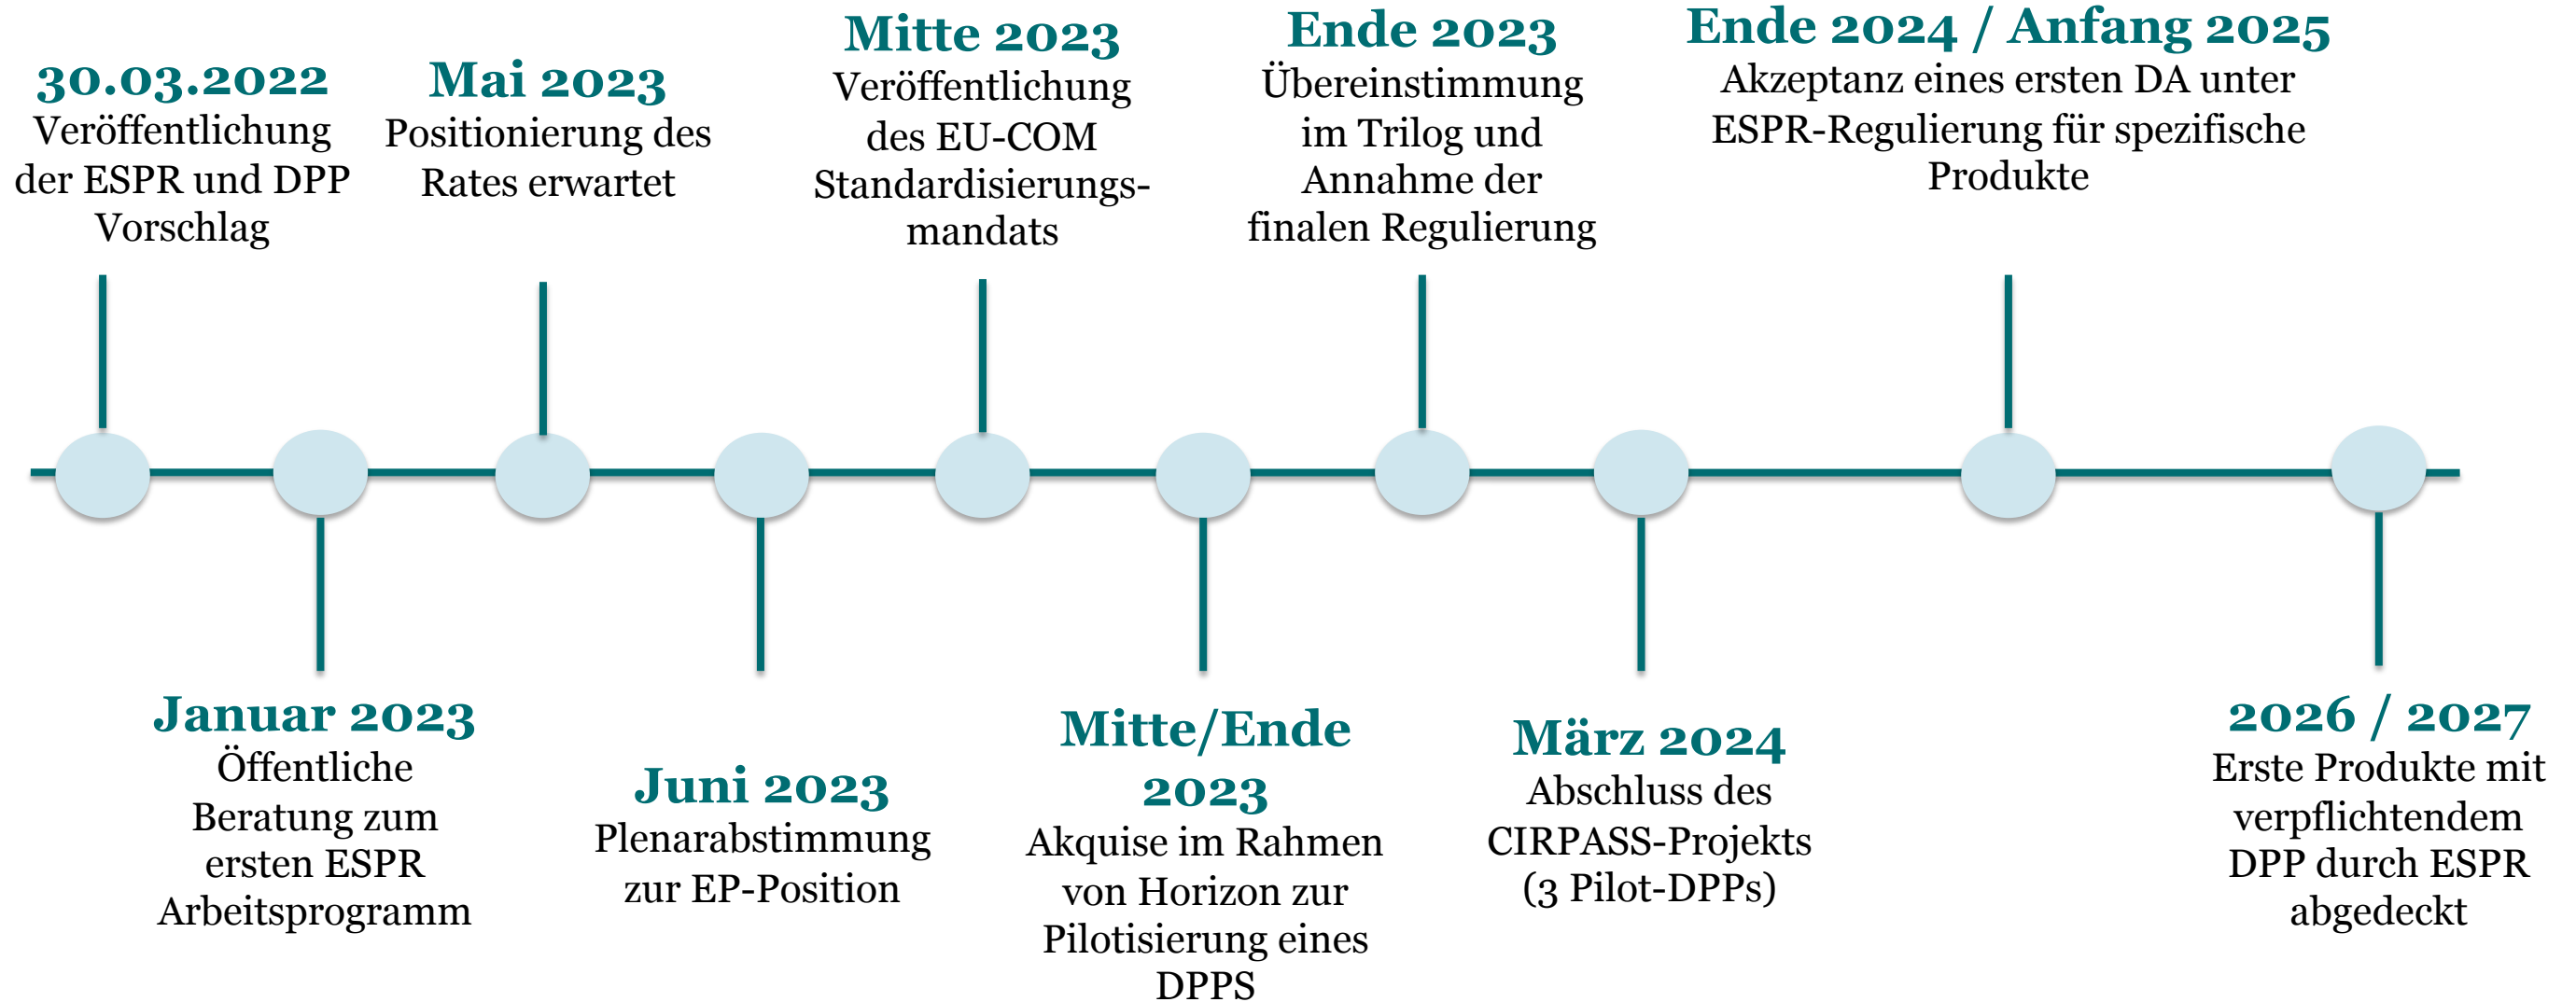 30.03.2022
Veröffentlichung
der ESPR und DPP
Vorschlag
Januar 2023
Öffentliche
Beratung zum
ersten ESPR
Arbeitsprogramm
Mai 2023
Positionierung des
Rates erwartet
Juni 2023
Plenarabstimmung
zur EP-Position
Mitte 2023
Veröffentlichung
des EU-COM
Standardisierungs-
mandats
Mitte/Ende
2023
Akquise im Rahmen
von Horizon zur
Pilotisierung eines
DPPS
Ende 2023
Übereinstimmung
im Trilog und
Annahme der
finalen Regulierung
März 2024
Abschluss des
CIRPASS-Projekts
(3 Pilot-DPPs)
Ende 2024 / Anfang 2025
Akzeptanz eines ersten DA unter
ESPR-Regulierung für spezifische
Produkte
2026 / 2027
Erste Produkte mit
verpflichtendem
DPP durch ESPR
abgedeckt